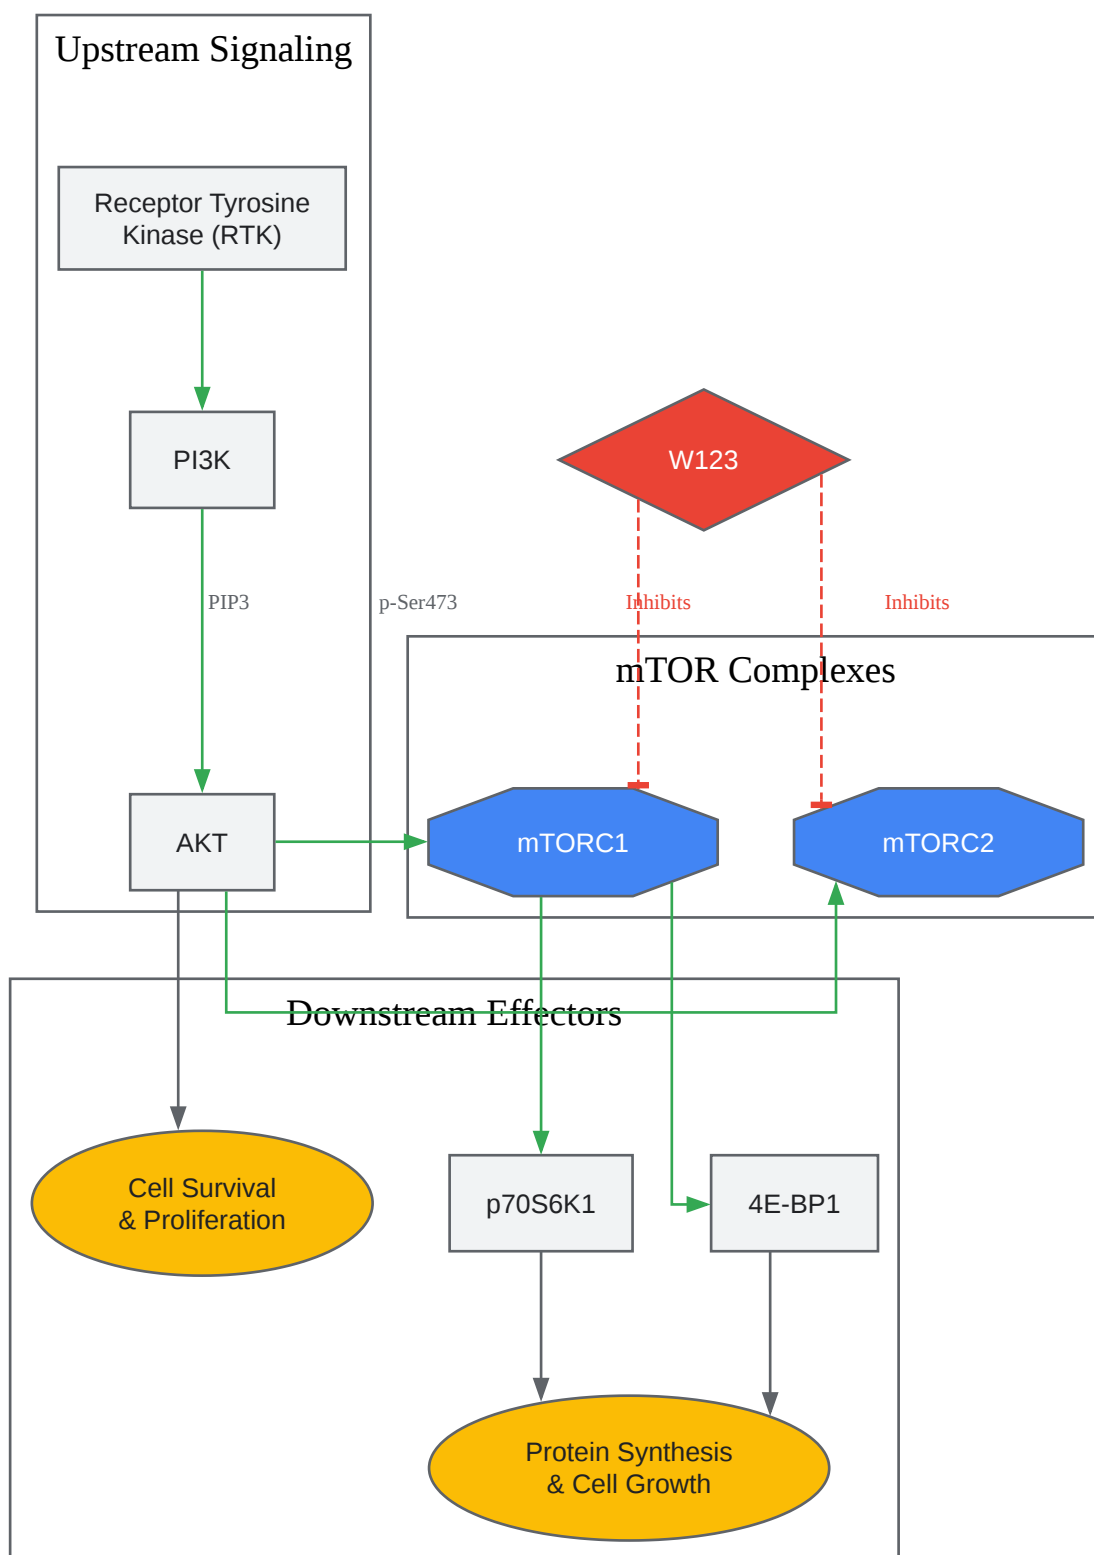 Upstream Signaling
Receptor Tyrosine
Kinase (RTK)
PI3K
W123
PIP3
p-Ser473
Inhibits
Inhibits
mTOR Complexes
AKT
mTORC1
mTORC2
Downstream Effectors
Cell Survival
& Proliferation
p70S6K1
4E-BP1
Protein Synthesis
& Cell Growth